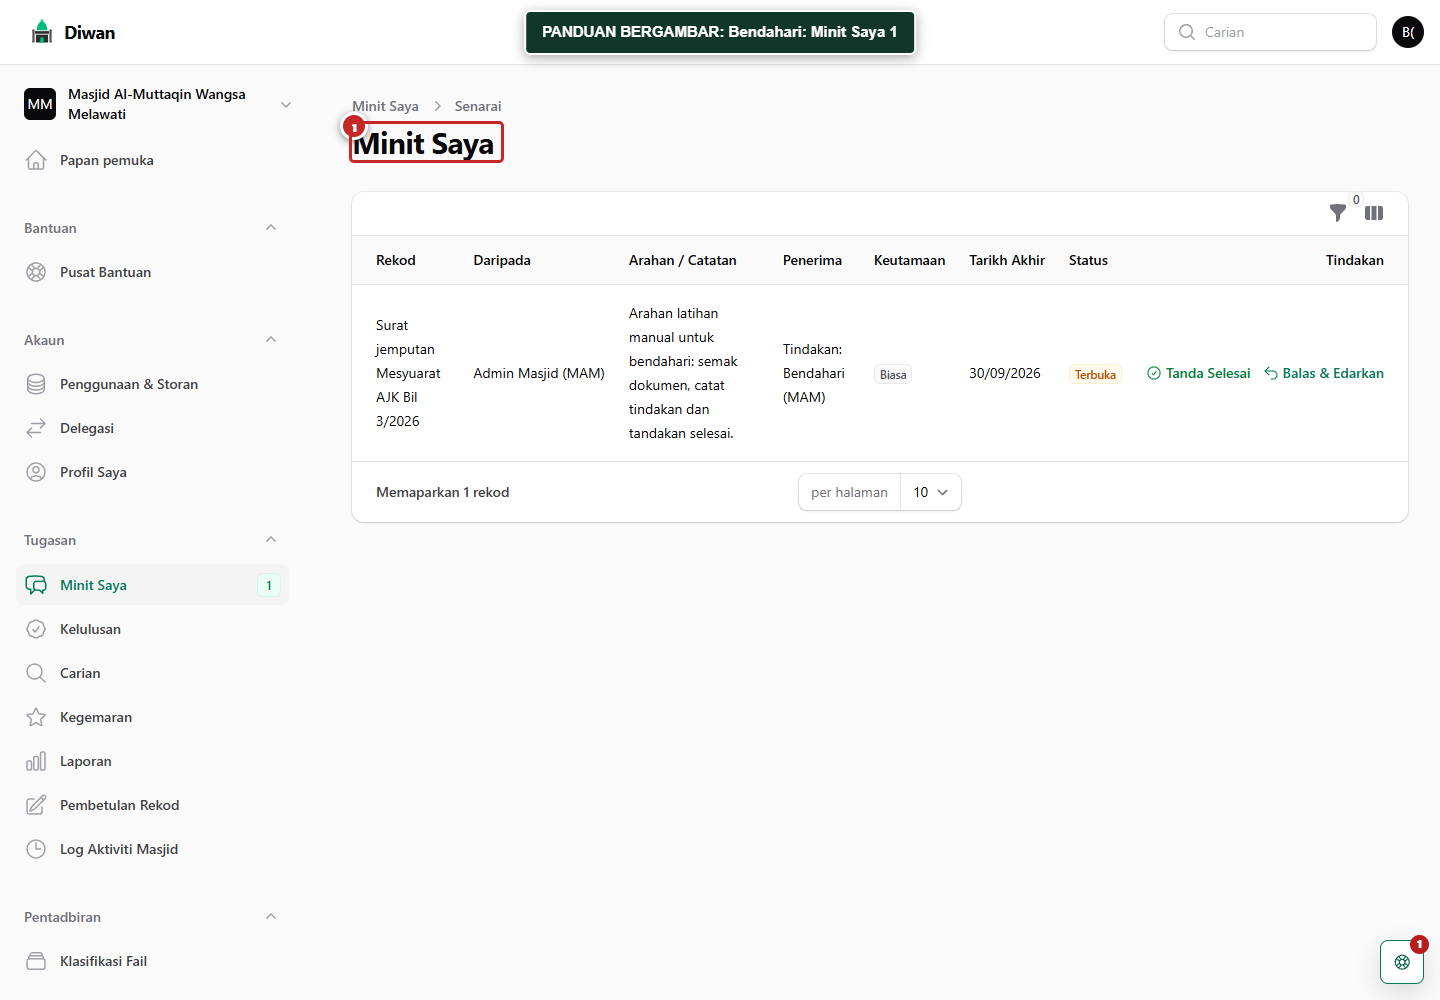 Diwan
PANDUAN BERGAMBAR: Bendahari: Minit Saya 1
Carian
B(
MM
Masjid Al-Muttaqin Wangsa
Melawati
Papan pemuka
Bantuan
Pusat Bantuan
Akaun
Penggunaan & Storan
Delegasi
Profil Saya
Tugasan
Minit Saya
1
Kelulusan
Carian
Kegemaran
Laporan
Pembetulan Rekod
Log Aktiviti Masjid
Pentadbiran
Klasifikasi Fail
Minit Saya > Senarai
1
Minit Saya
0
Rekod Daripada Arahan / Catatan Penerima Keutamaan Tarikh Akhir Status Tindakan
Surat
jemputan
Mesyuarat
AJK Bil
3/2026
Admin Masjid (MAM)
Arahan latihan
manual untuk
bendahari: semak
dokumen, catat
tindakan dan
tandakan selesai.
Tindakan:
Bendahari
(MAM)
Biasa
30/09/2026
Terbuka
Tanda Selesai
Balas & Edarkan
Memaparkan 1 rekod
per halaman 10
1